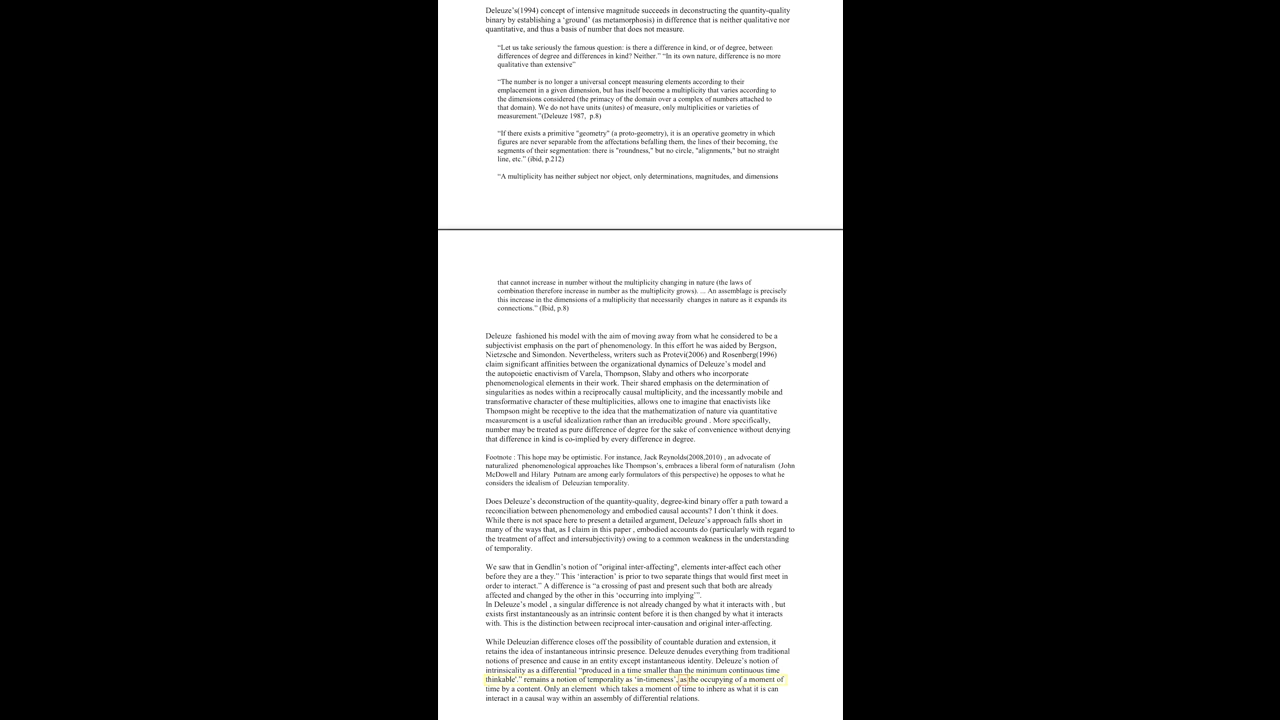 Deleuze's(1994) concept of intensive magnitude succeeds in deconstructing the quantity-quality
binary by establishing a 'ground' (as metamorphosis) in difference that is neither qualitative nor
quantitative, and thus a basis of number that does not measure.
"Let us take seriously the famous question: is there a difference in kind, or of degree, between
differences of degree and differences in kind? Neither." "In its own nature, difference is no more
qualitative than extensive"
"The number is no longer a universal concept measuring elements according to their
emplacement in a given dimension, but has itself become a multiplicity that varies according to
the dimensions considered (the primacy of the domain over a complex of numbers attached to
that domain). We do not have units (unites) of measure, only multiplicities or varieties of
measurement."(Deleuze 1987, p.8)
"If there exists a primitive "geometry" (a proto-geometry), it is an operative geometry in which
figures are never separable from the affectations befalling them, the lines of their becoming, the
segments of their segmentation: there is "roundness," but no circle, "alignments," but no straight
line, etc." (ibid, p.212)
"A multiplicity has neither subject nor object, only determinations, magnitudes, and dimensions
that cannot increase in number without the multiplicity changing in nature (the laws of
combination therefore increase in number as the multiplicity grows). ... An assemblage is precisely
this increase in the dimensions of a multiplicity that necessarily changes in nature as it expands its
connections." (Ibid, p.8)
Deleuze fashioned his model with the aim of moving away from what he considered to be a
subjectivist emphasis on the part of phenomenology. In this effort he was aided by Bergson,
Nietzsche and Simondon. Nevertheless, writers such as Protevi(2006) and Rosenberg(1996)
claim significant affinities between the organizational dynamics of Deleuze's model and
the autopoietic enactivism of Varela, Thompson, Slaby and others who incorporate
phenomenological elements in their work. Their shared emphasis on the determination of
singularities as nodes within a reciprocally causal multiplicity, and the incessantly mobile and
transformative character of these multiplicities, allows one to imagine that enactivists like
Thompson might be receptive to the idea that the mathematization of nature via quantitative
measurement is a useful idealization rather than an irreducible ground . More specifically,
number may be treated as pure difference of degree for the sake of convenience without denying
that difference in kind is co-implied by every difference in degree.
Footnote : This hope may be optimistic. For instance, Jack Reynolds(2008,2010) , an advocate of
naturalized phenomenological approaches like Thompson's, embraces a liberal form of naturalism (John
McDowell and Hilary Putnam are among early formulators of this perspective) he opposes to what he
considers the idealism of Deleuzian temporality.
Does Deleuze's deconstruction of the quantity-quality, degree-kind binary offer a path toward a
reconciliation between phenomenology and embodied causal accounts? I don't think it does.
While there is not space here to present a detailed argument, Deleuze's approach falls short in
many of the ways that, as I claim in this paper , embodied accounts do (particularly with regard to
the treatment of affect and intersubjectivity) owing to a common weakness in the understanding
of temporality.
We saw that in Gendlin's notion of "original inter-affecting", elements inter-affect each other
before they are a they." This 'interaction' is prior to two separate things that would first meet in
order to interact." A difference is "a crossing of past and present such that both are already
affected and changed by the other in this 'occurring into implying'".
In Deleuze's model , a singular difference is not already changed by what it interacts with , but
exists first instantaneously as an intrinsic content before it is then changed by what it interacts
with. This is the distinction between reciprocal inter-causation and original inter-affecting.
While Deleuzian difference closes off the possibility of countable duration and extension, it
retains the idea of instantaneous intrinsic presence. Deleuze denudes everything from traditional
notions of presence and cause in an entity except instantaneous identity. Deleuze's notion of
intrinsicality as a differential "produced in a time smaller than the minimum continuous time
thinkable'." remains a notion of temporality as 'in-timeness', as the occupying of a moment of
time by a content. Only an element which takes a moment of time to inhere as what it is can
interact in a causal way within an assembly of differential relations.